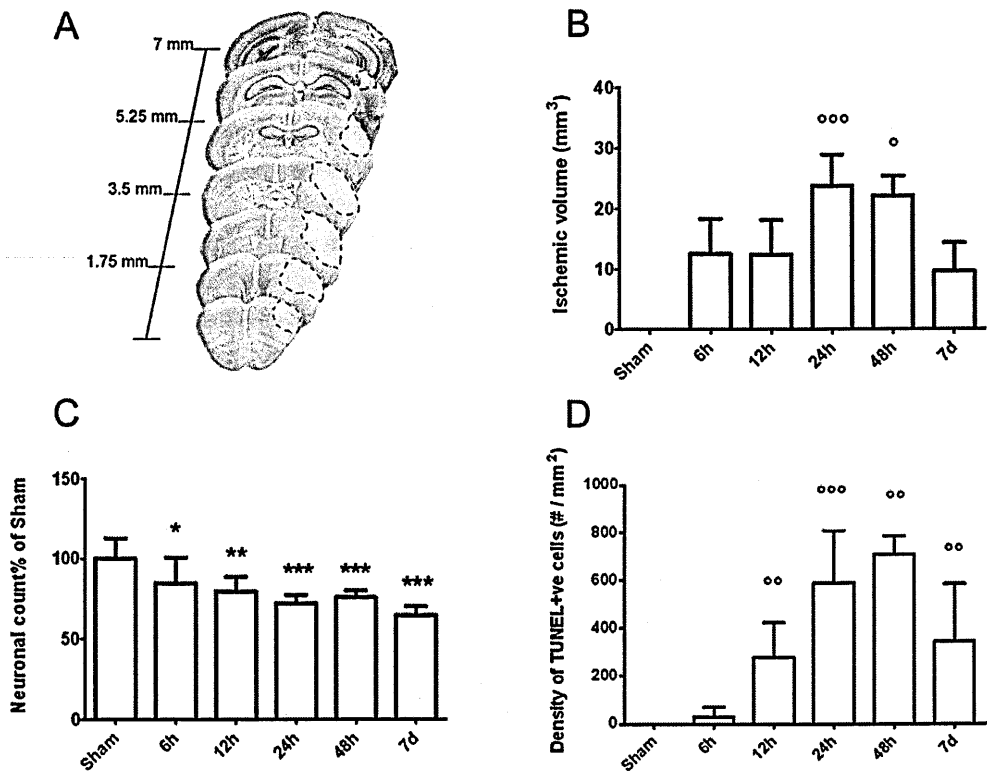 A
7 mm
5.25 mm
3.5 mm
1.75 mm
B
Ischemic volume (mm³)
40
30
20
10
0
°°°
°
Sham 6h 12h 24h 48h 7d
C
Neuronal count% of Sham
150
100
50
0
*
**
***
***
***
Sham 6h 12h 24h 48h 7d
D
Density of TUNEL+ve cells (# / mm²)
1000
800
600
400
200
0
°°
°°°
°°
°°
Sham 6h 12h 24h 48h 7d